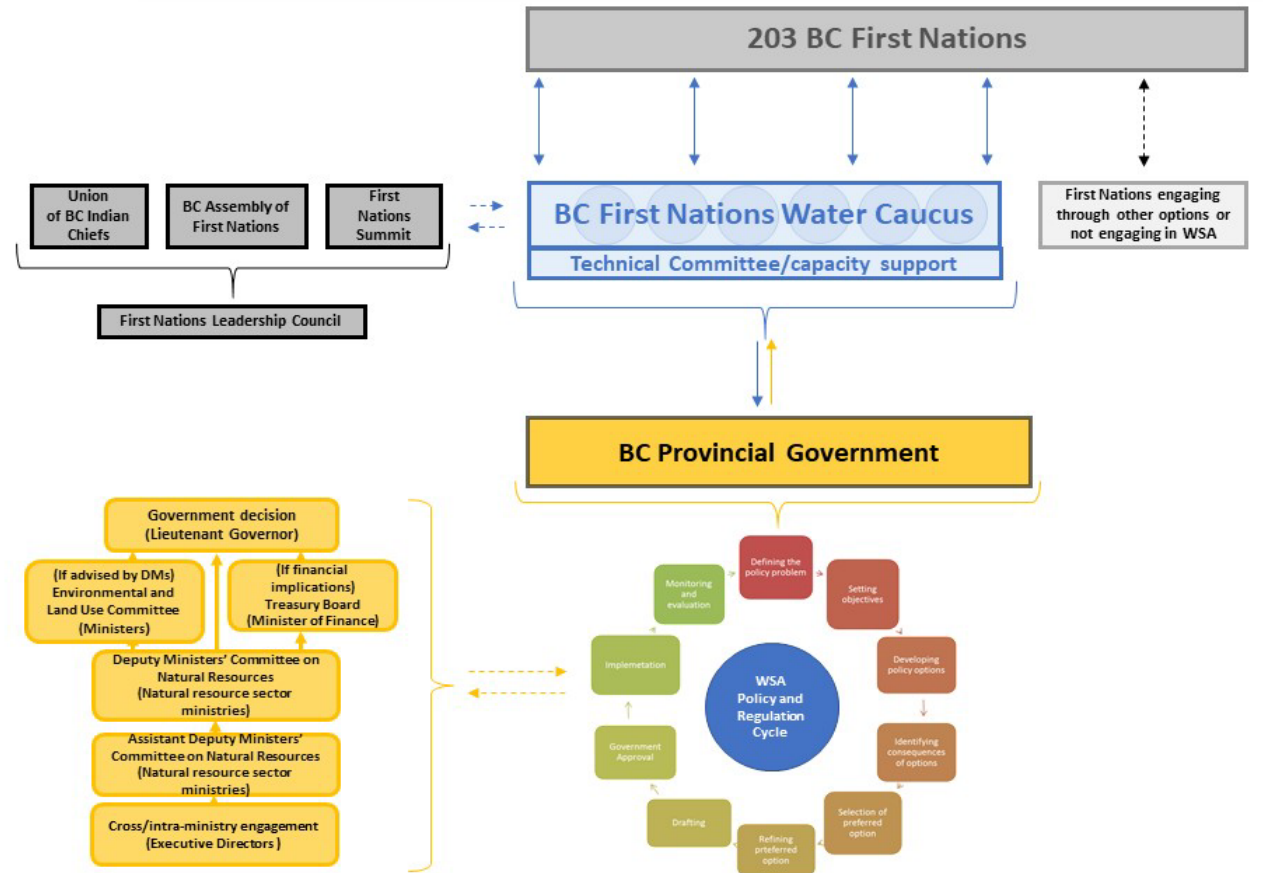 203 BC First Nations
Union
of BC Indian
Chiefs
BC Assembly of
First Nations
First
Nations
Summit
BC First Nations Water Caucus
Technical Committee/capacity support
First Nations engaging
through other options or
not engaging in WSA
First Nations Leadership Council
BC Provincial Government
Government decision
(Lieutenant Governor)
(If advised by DMs)
Environmental and
Land Use Committee
(Ministers)
(If financial
implications)
Treasury Board
(Minister of Finance)
Deputy Ministers' Committee on
Natural Resources
(Natural resource sector
ministries)
Assistant Deputy Ministers'
Committee on Natural Resources
(Natural resource sector
ministries)
Cross/intra-ministry engagement
(Executive Directors )
Defining the
policy problem
Setting
objectives
Developing
policy options
Identifying
consequences
of options
Selection of
preferred
option
Refining
prteferred
option
Drafting
Government
Approval
Implemetation
Monitoring
and
evaluation
WSA
Policy and
Regulation
Cycle